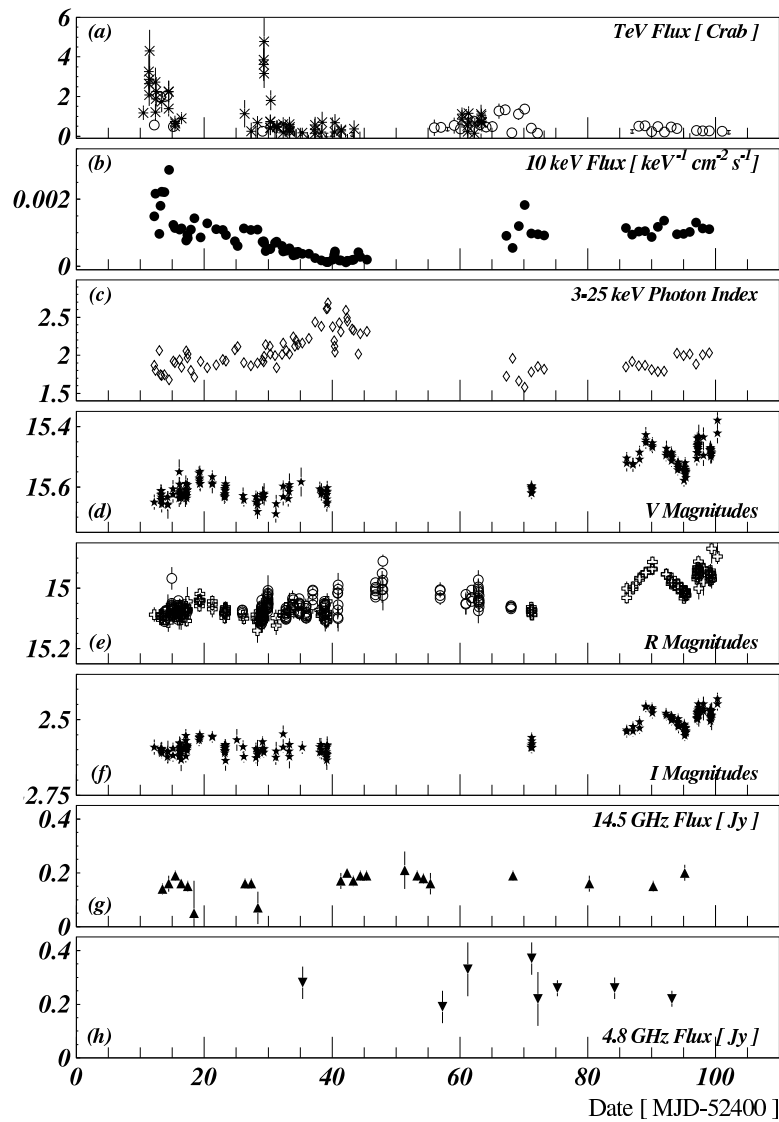 (a) TeV Flux [ Crab ]
6
4
2
0
(b) 10 keV Flux [ keV⁻¹ cm⁻² s⁻¹]
0.002
0
(c) 3-25 keV Photon Index
2.5
2
1.5
15.4
15.6
(d) V Magnitudes
15
15.2
(e) R Magnitudes
2.5
2.75
(f) I Magnitudes
14.5 GHz Flux [ Jy ]
0.4
0.2
0
(g)
0.4
0.2
0
(h) 4.8 GHz Flux [ Jy ]
0 20 40 60 80 100
Date [ MJD-52400 ]